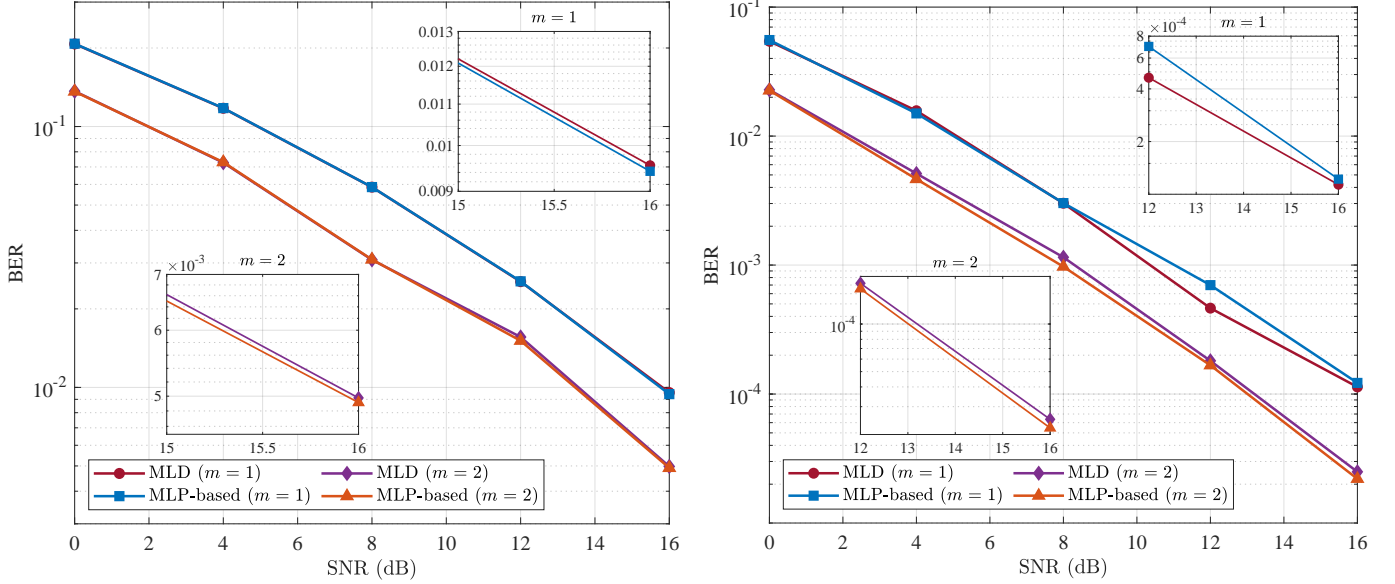 10^{-1}
10^{-2}
BER
0 2 4 6 8 10 12 14 16
SNR (dB)
m = 1
0.013
0.012
0.011
0.01
0.009
15 15.5 16
×10^{-3} m = 2
7
6
5
15 15.5 16
MLD (m = 1) MLD (m = 2)
MLP-based (m = 1) MLP-based (m = 2)
10^{-1}
10^{-2}
10^{-3}
10^{-4}
BER
0 2 4 6 8 10 12 14 16
SNR (dB)
×10^{-4} m = 1
8
6
4
2
12 13 14 15 16
m = 2
10^{-4}
12 13 14 15 16
MLD (m = 1) MLD (m = 2)
MLP-based (m = 1) MLP-based (m = 2)